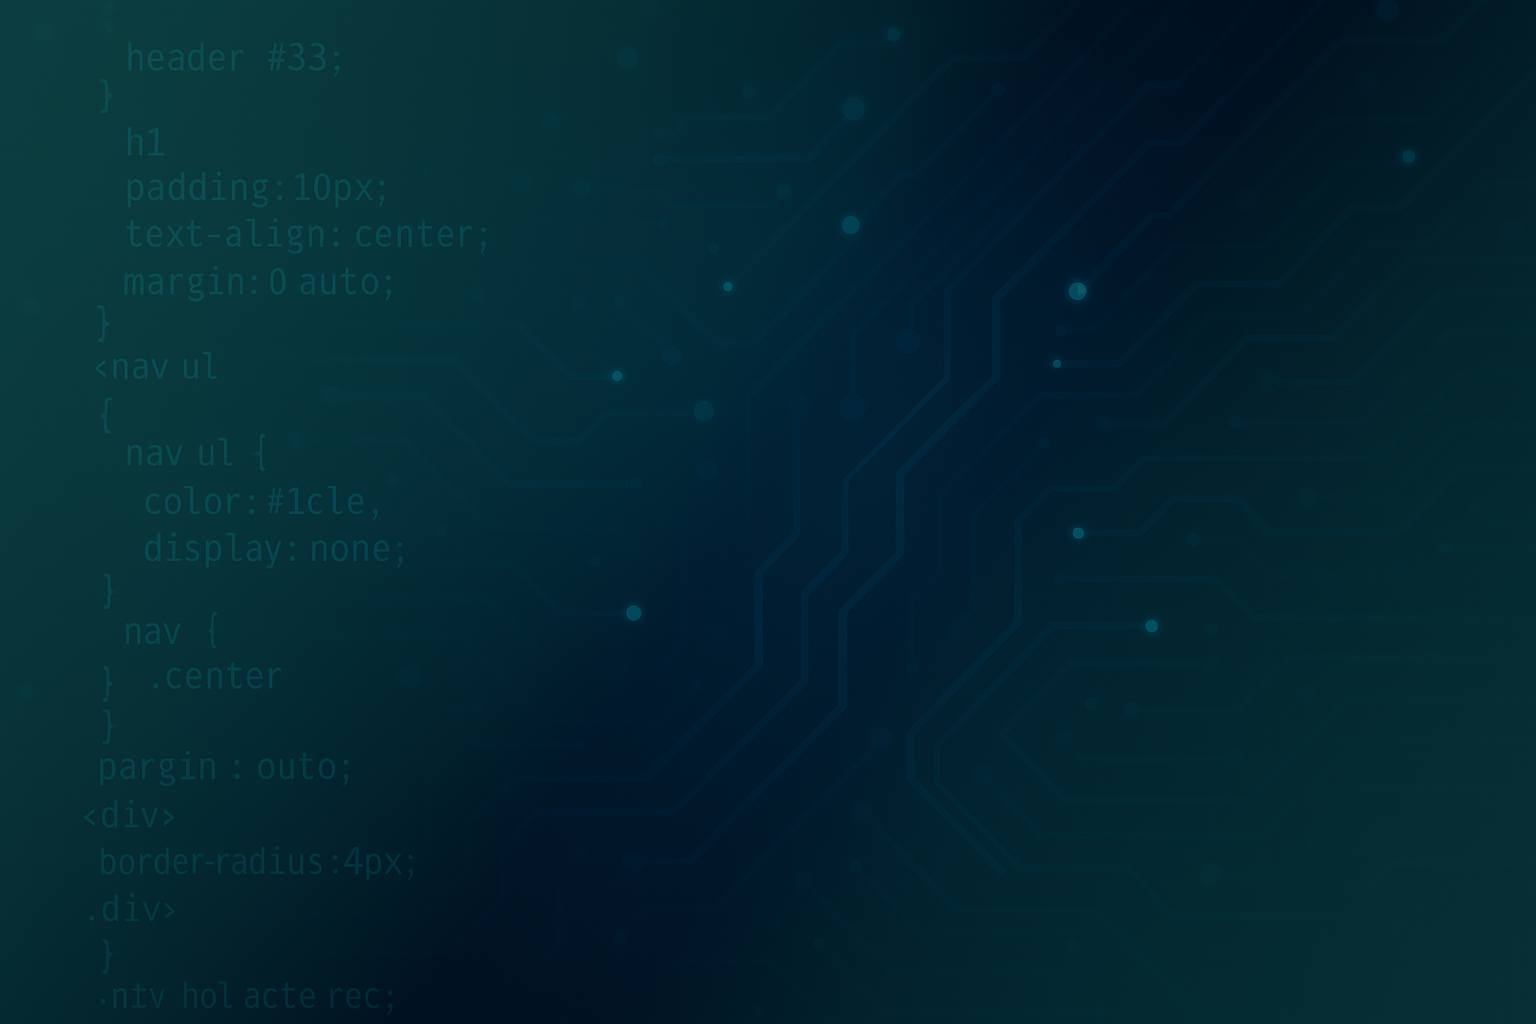 header #33;
}
h1
padding:10px;
text-align: center;
margin:0 auto;
}
<nav ul
{
nav ul {
color: #1cle,
display: none;
}
nav {
} .center
}
pargin : outo;
<div>
border-radius:4px;
.div>
}
.ntv hol acte rec;